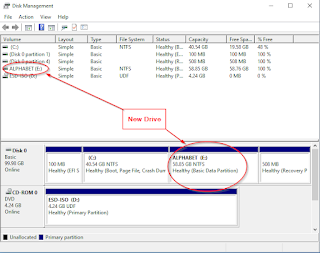 Disk Management
File Action View Help
Volume Layout Type File System Status Capacity Free Spa... % Free
(C:) Simple Basic NTFS Healthy (B... 40.54 GB 19.58 GB 48 %
(Disk 0 partition 1) Simple Basic Healthy (E... 100 MB 100 MB 100 %
(Disk 0 partition 4) Simple Basic Healthy (R... 500 MB 500 MB 100 %
ALPHABET (E:) Simple Basic NTFS Healthy (B... 58.85 GB 58.76 GB 100 %
ESD-ISO (D:) Simple Basic UDF Healthy (P... 4.24 GB 0 MB 0 %
New Drive
Disk 0
Basic
99.98 GB
Online
100 MB
Healthy (EFI S
(C:)
40.54 GB NTFS
Healthy (Boot, Page File, Crash Dum
ALPHABET (E:)
58.85 GB NTFS
Healthy (Basic Data Partition)
500 MB
Healthy (Recovery P
CD-ROM 0
DVD
4.24 GB
Online
ESD-ISO (D:)
4.24 GB UDF
Healthy (Primary Partition)
Unallocated Primary partition